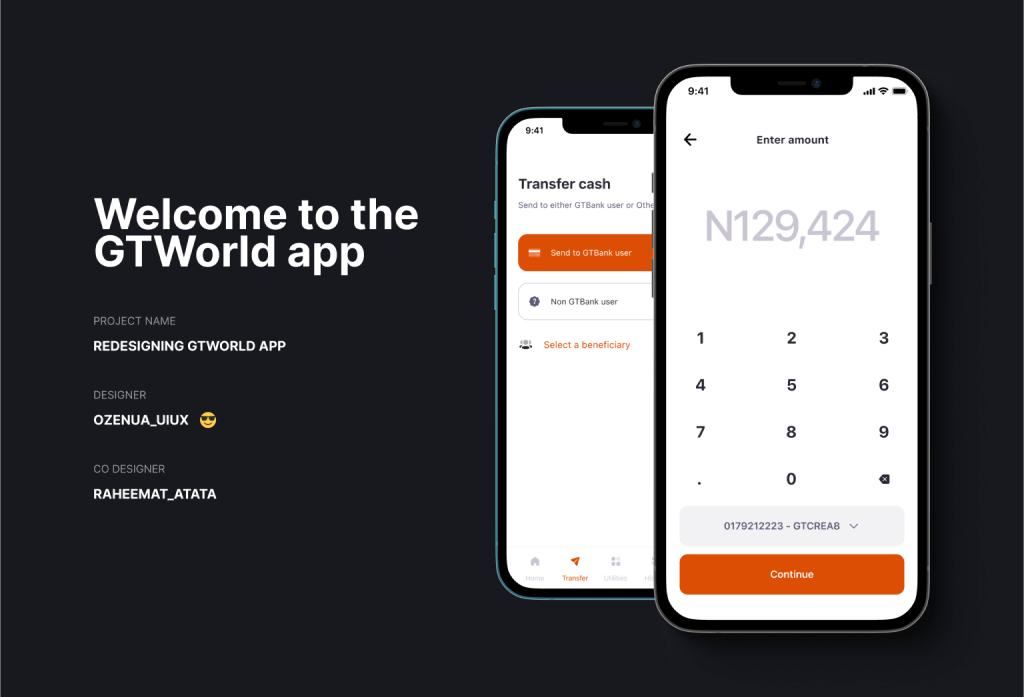 Welcome to the
GTWorld app
PROJECT NAME
REDESIGNING GTWORLD APP
DESIGNER
OZENUA_UIUX 😎
CO DESIGNER
RAHEEMAT_ATATA
9:41
Transfer cash
Send to either GTBank user or Othe
Send to GTBank user
Non GTBank user
Select a beneficiary
Home Transfer Utilities
9:41
Enter amount
N129,424
1 2 3
4 5 6
7 8 9
. 0
0179212223 - GTCREA8
Continue